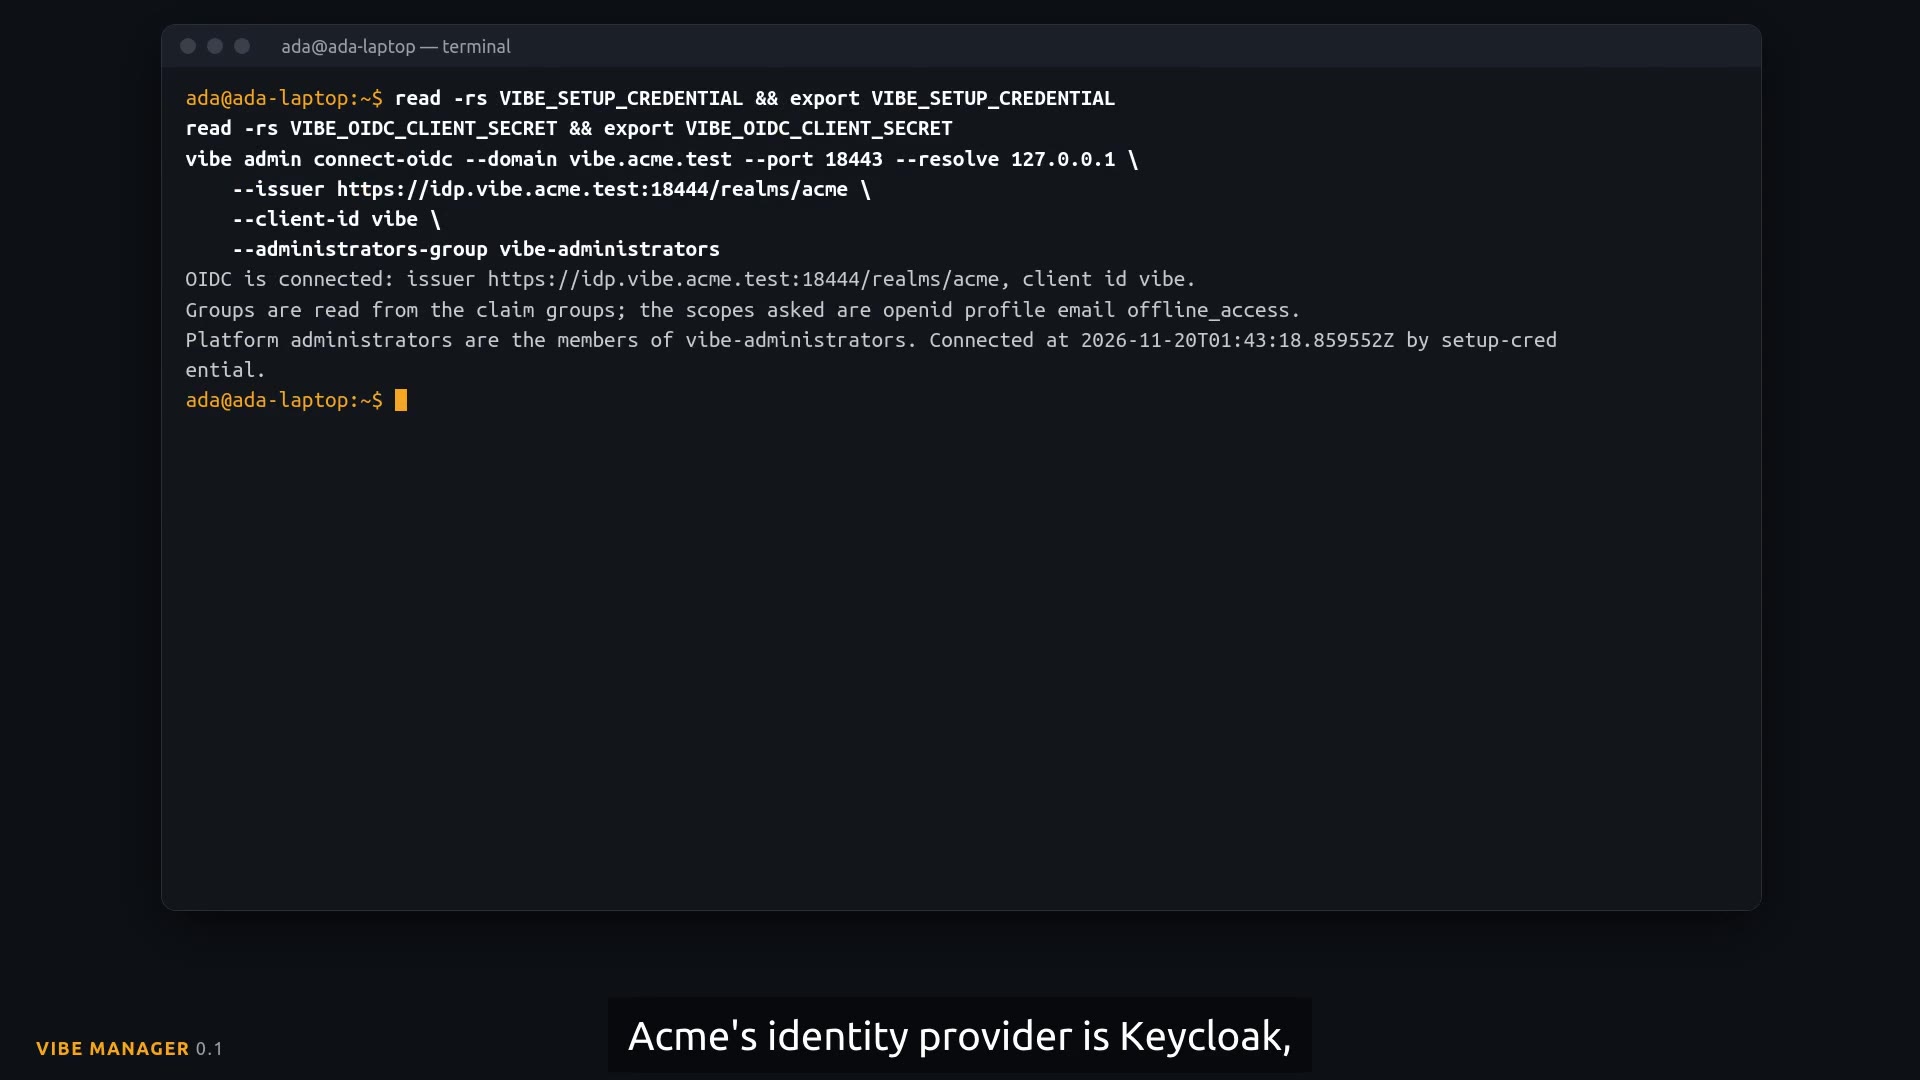 ada@ada-laptop — terminal
ada@ada-laptop:~$ read -rs VIBE_SETUP_CREDENTIAL && export VIBE_SETUP_CREDENTIAL
read -rs VIBE_OIDC_CLIENT_SECRET && export VIBE_OIDC_CLIENT_SECRET
vibe admin connect-oidc --domain vibe.acme.test --port 18443 --resolve 127.0.0.1 \
    --issuer https://idp.vibe.acme.test:18444/realms/acme \
    --client-id vibe \
    --administrators-group vibe-administrators
OIDC is connected: issuer https://idp.vibe.acme.test:18444/realms/acme, client id vibe.
Groups are read from the claim groups; the scopes asked are openid profile email offline_access.
Platform administrators are the members of vibe-administrators. Connected at 2026-11-20T01:43:18.859552Z by setup-cred
ential.
ada@ada-laptop:~$
Acme's identity provider is Keycloak,
VIBE MANAGER 0.1